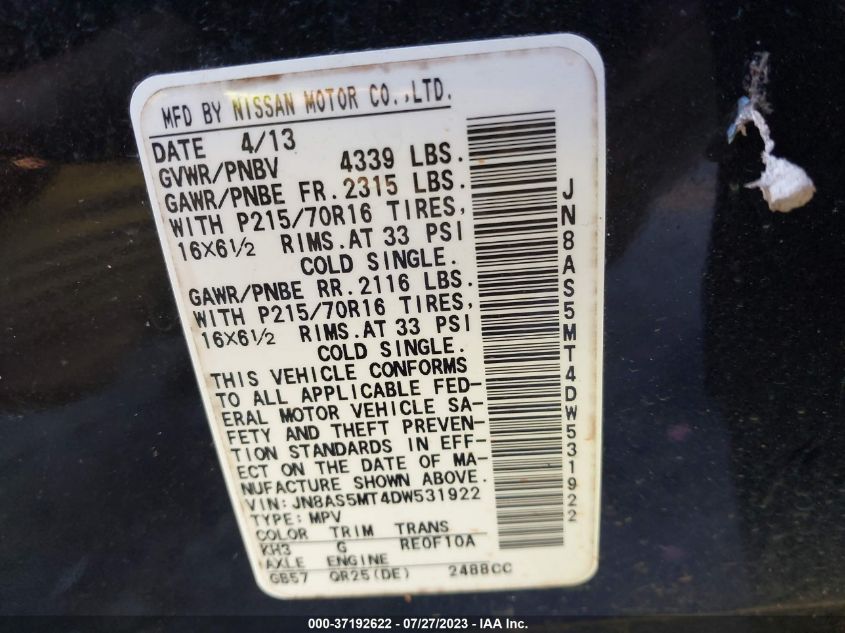 MFD BY NISSAN MOTOR CO.,LTD.
DATE 4/13
GVWR/PNBV 4339 LBS.
GAWR/PNBE FR. 2315 LBS.
WITH P215/70R16 TIRES,
16X6½ RIMS.AT 33 PSI
COLD SINGLE.
GAWR/PNBE RR. 2116 LBS.
WITH P215/70R16 TIRES,
16X6½ RIMS.AT 33 PSI
COLD SINGLE.
THIS VEHICLE CONFORMS
TO ALL APPLICABLE FED-
ERAL MOTOR VEHICLE SA-
FETY AND THEFT PREVEN-
TION STANDARDS IN EFF-
ECT ON THE DATE OF MA-
NUFACTURE SHOWN ABOVE.
VIN:JN8AS5MT4DW531922
TYPE:MPV
COLOR TRIM TRANS
KH3 G RE0F10A
AXLE ENGINE
GB57 QR25(DE) 2488CC
JN8AS5MT4DW531922
000-37192622 / 07/27/2023 - IAA Inc.